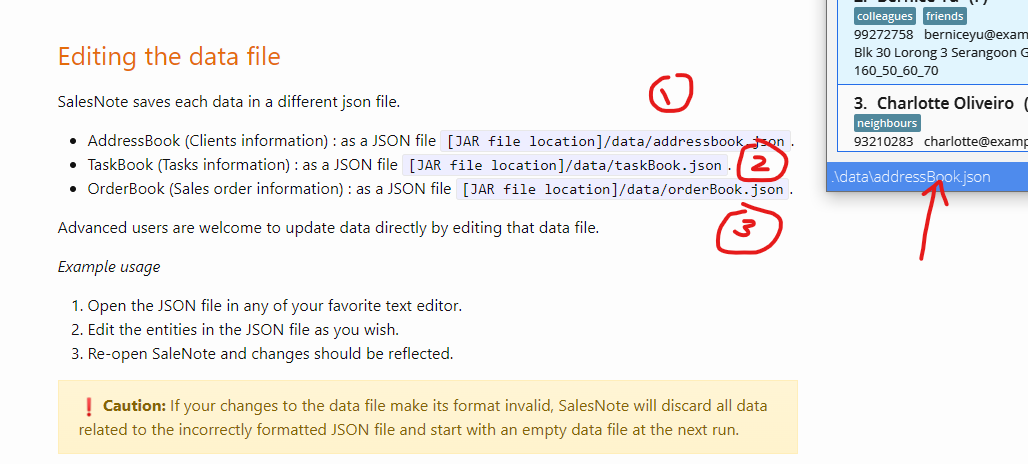 Editing the data file
SalesNote saves each data in a different json file.
1
• AddressBook (Clients information) : as a JSON file [JAR file location]/data/addressbook.json .
• TaskBook (Tasks information) : as a JSON file [JAR file location]/data/taskBook.json .
2
• OrderBook (Sales order information) : as a JSON file [JAR file location]/data/orderBook.json .
3
Advanced users are welcome to update data directly by editing that data file.
Example usage
1. Open the JSON file in any of your favorite text editor.
2. Edit the entities in the JSON file as you wish.
3. Re-open SaleNote and changes should be reflected.
❗ Caution: If your changes to the data file make its format invalid, SalesNote will discard all data
related to the incorrectly formatted JSON file and start with an empty data file at the next run.
2. Bernice Yu (F)
colleagues friends
99272758 berniceyu@exam
Blk 30 Lorong 3 Serangoon G
160_50_60_70
3. Charlotte Oliveiro (
neighbours
93210283 charlotte@examp
.\data\addressBook.json